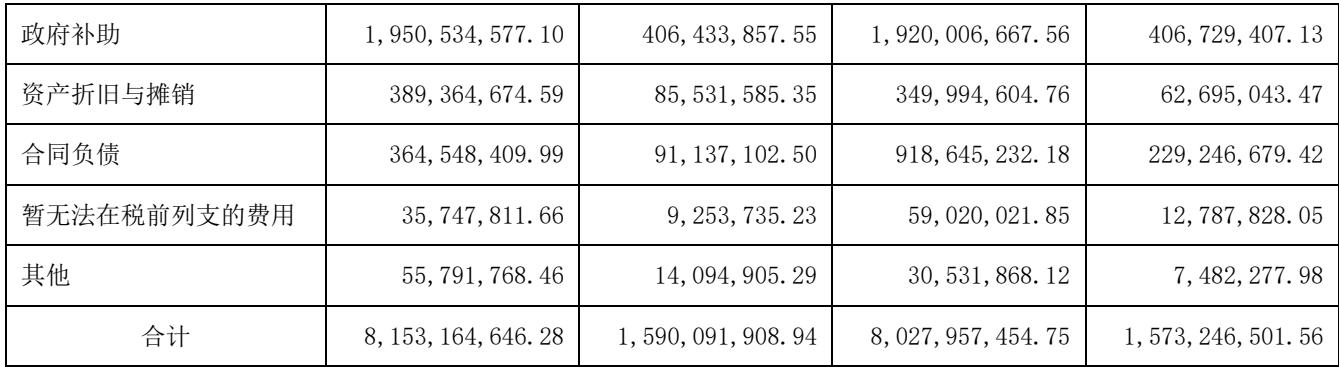 政府补助 1,950,534,577.10 406,433,857.55 1,920,006,667.56 406,729,407.13
资产折旧与摊销 389,364,674.59 85,531,585.35 349,994,604.76 62,695,043.47
合同负债 364,548,409.99 91,137,102.50 918,645,232.18 229,246,679.42
暂无法在税前列支的费用 35,747,811.66 9,253,735.23 59,020,021.85 12,787,828.05
其他 55,791,768.46 14,094,905.29 30,531,868.12 7,482,277.98
合计 8,153,164,646.28 1,590,091,908.94 8,027,957,454.75 1,573,246,501.56